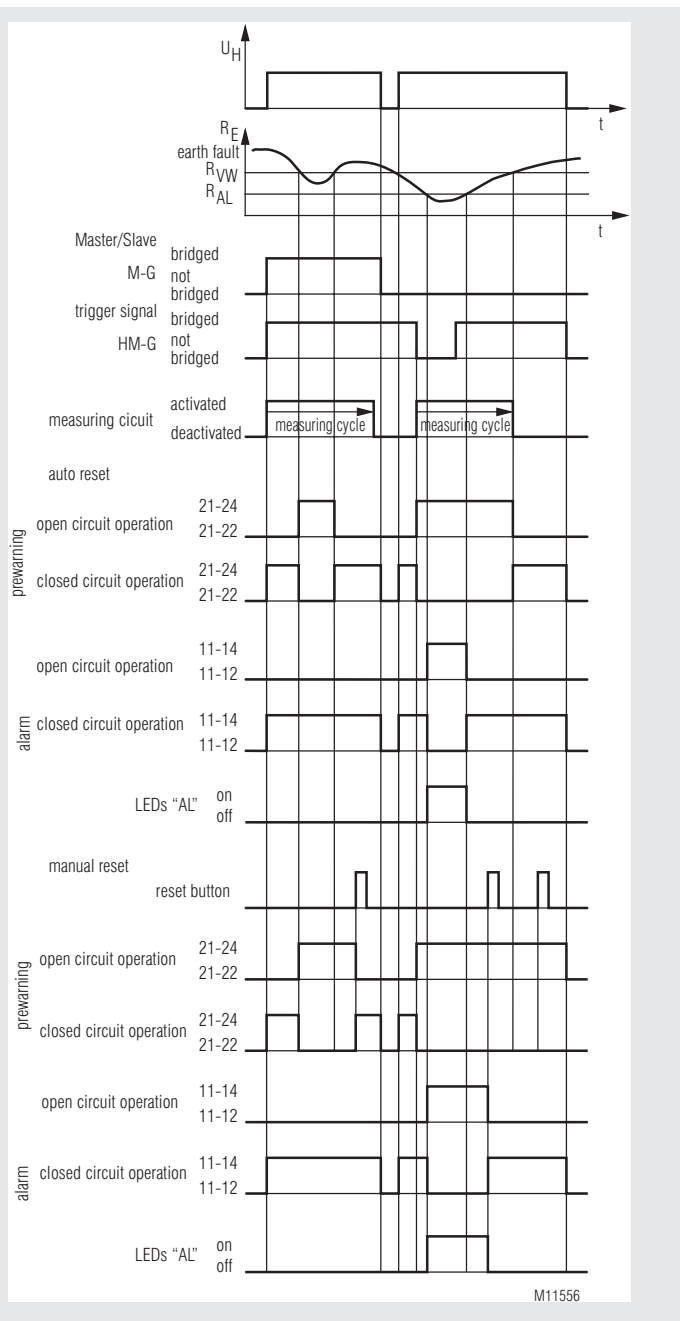 UH
t
RE
earth fault
RVW
RAL
t
Master/Slave
bridged
M-G not
bridged
trigger signal bridged
HM-G not
bridged
activated
measuring cicuit
deactivated
measuring cycle measuring cycle
auto reset
prewarning
open circuit operation 21-24
21-22
closed circuit operation 21-24
21-22
alarm
open circuit operation 11-14
11-12
closed circuit operation 11-14
11-12
LEDs “AL” on
off
manual reset
reset button
prewarning
open circuit operation 21-24
21-22
closed circuit operation 21-24
21-22
alarm
open circuit operation 11-14
11-12
closed circuit operation 11-14
11-12
LEDs “AL” on
off
M11556